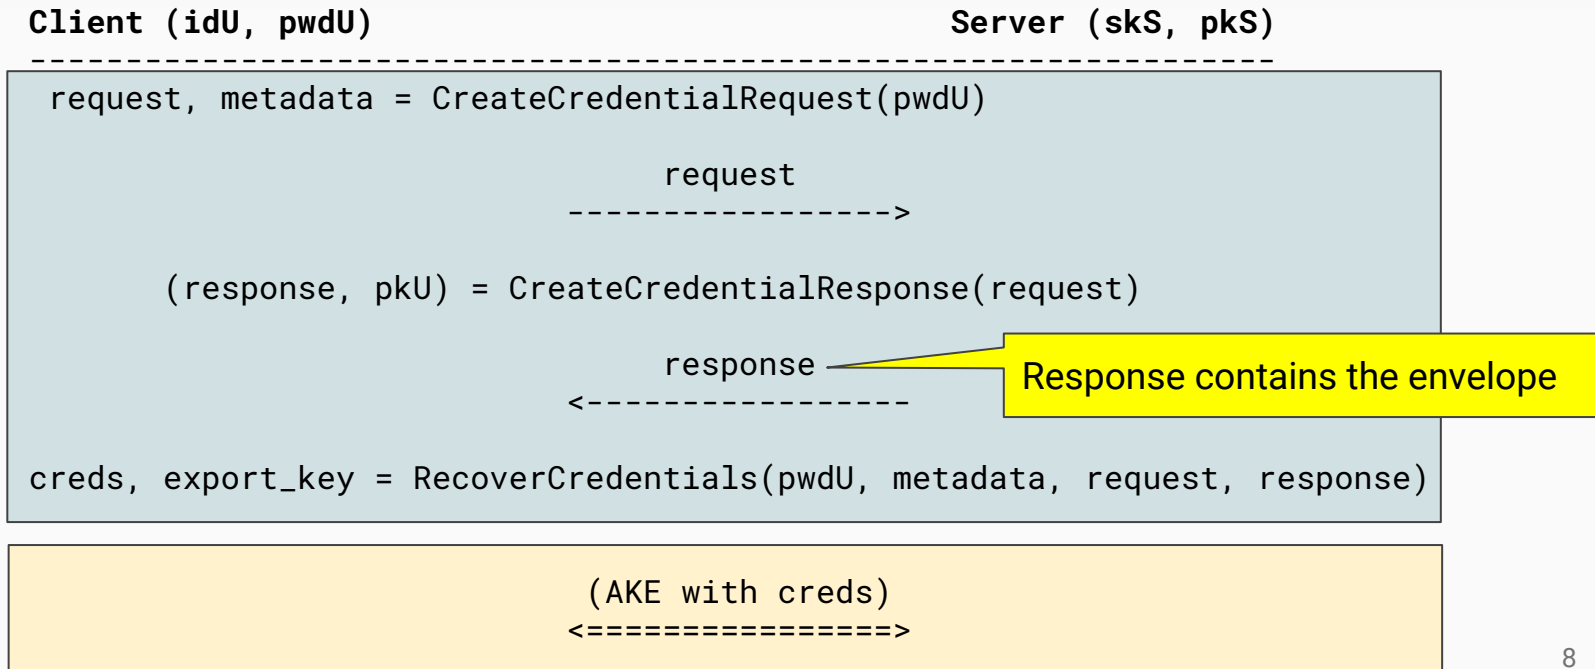 Client (idU, pwdU) Server (skS, pkS)
-----------------------------------------------------------------
request, metadata = CreateCredentialRequest(pwdU)
request
----------------->
(response, pkU) = CreateCredentialResponse(request)
response
Response contains the envelope
<-----------------
creds, export_key = RecoverCredentials(pwdU, metadata, request, response)
(AKE with creds)
<================>
8